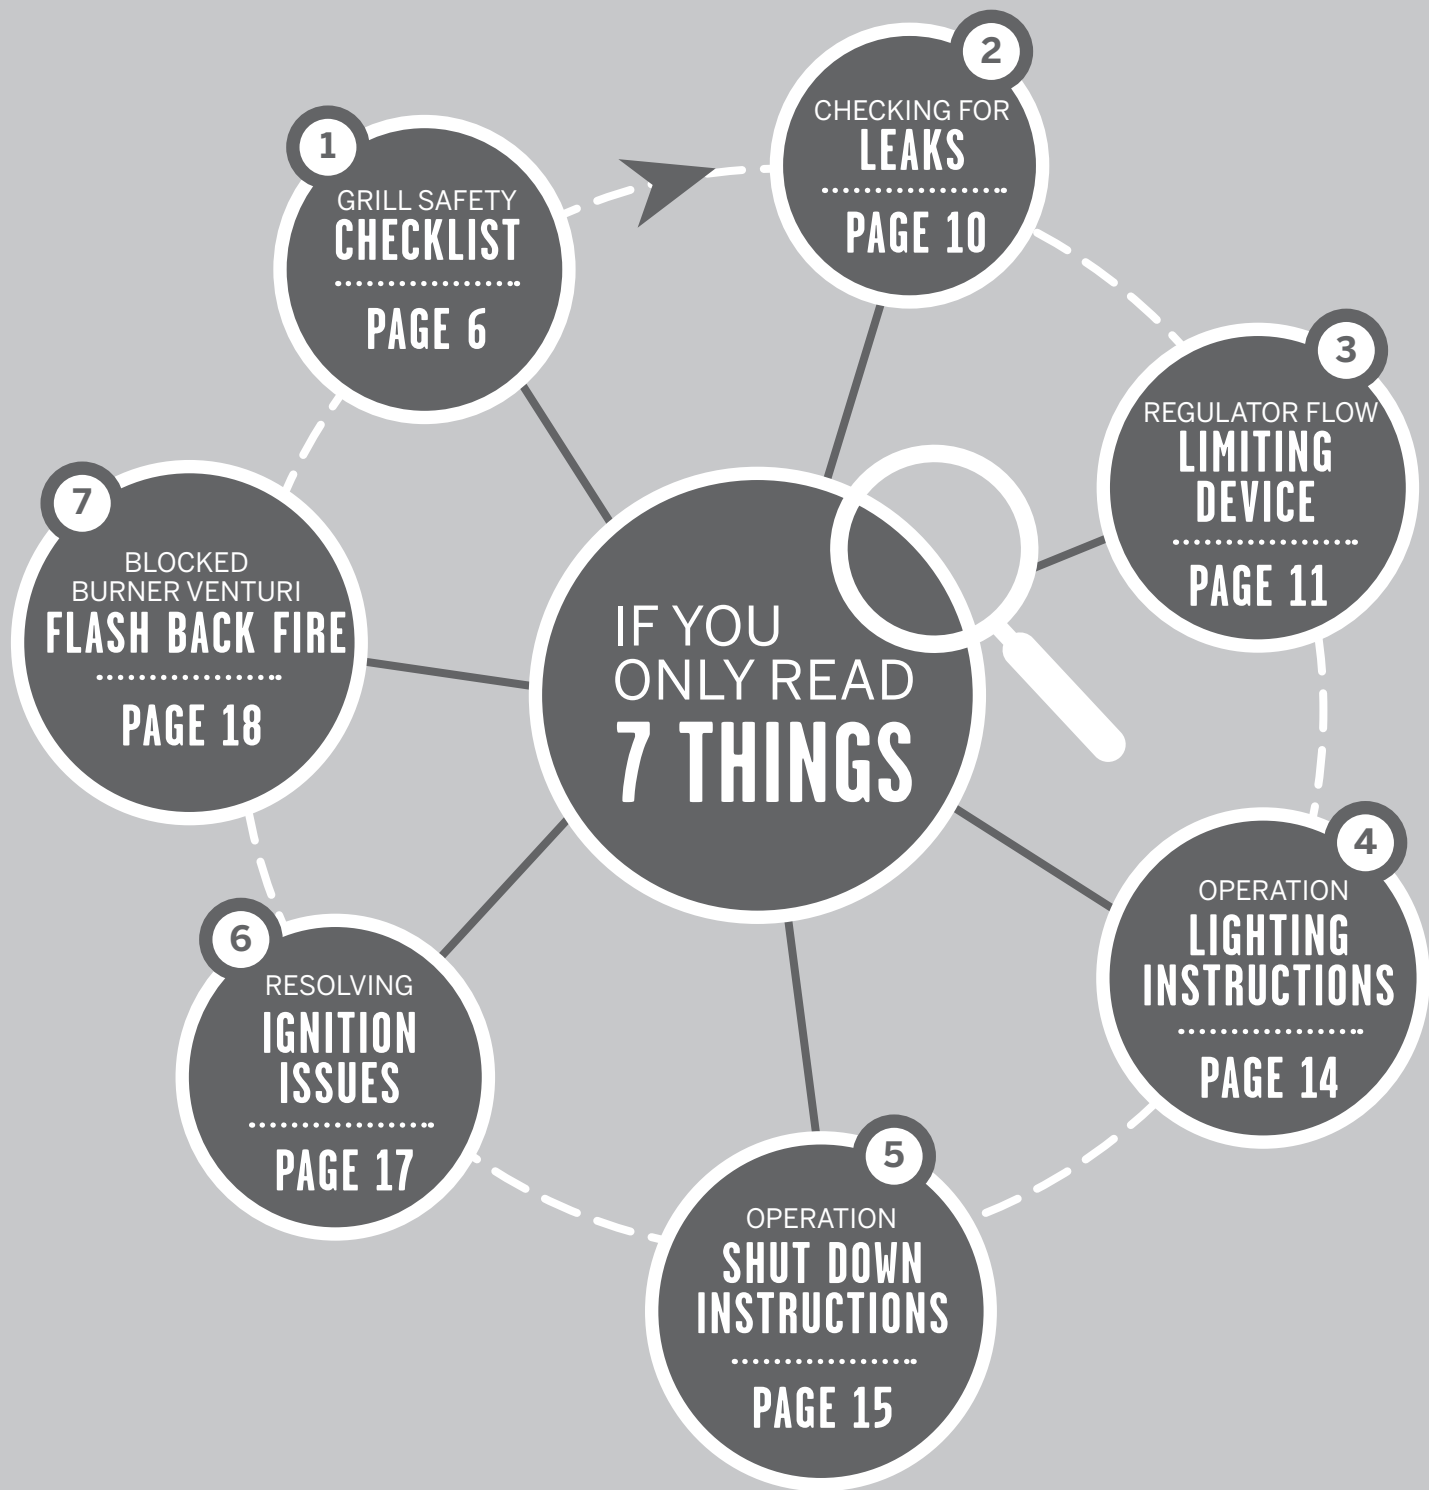 1
GRILL SAFETY
CHECKLIST
PAGE 6
2
CHECKING FOR
LEAKS
PAGE 10
3
REGULATOR FLOW
LIMITING
DEVICE
PAGE 11
4
OPERATION
LIGHTING
INSTRUCTIONS
PAGE 14
5
OPERATION
SHUT DOWN
INSTRUCTIONS
PAGE 15
6
RESOLVING
IGNITION
ISSUES
PAGE 17
7
BLOCKED
BURNER VENTURI
FLASH BACK FIRE
PAGE 18
IF YOU
ONLY READ
7 THINGS